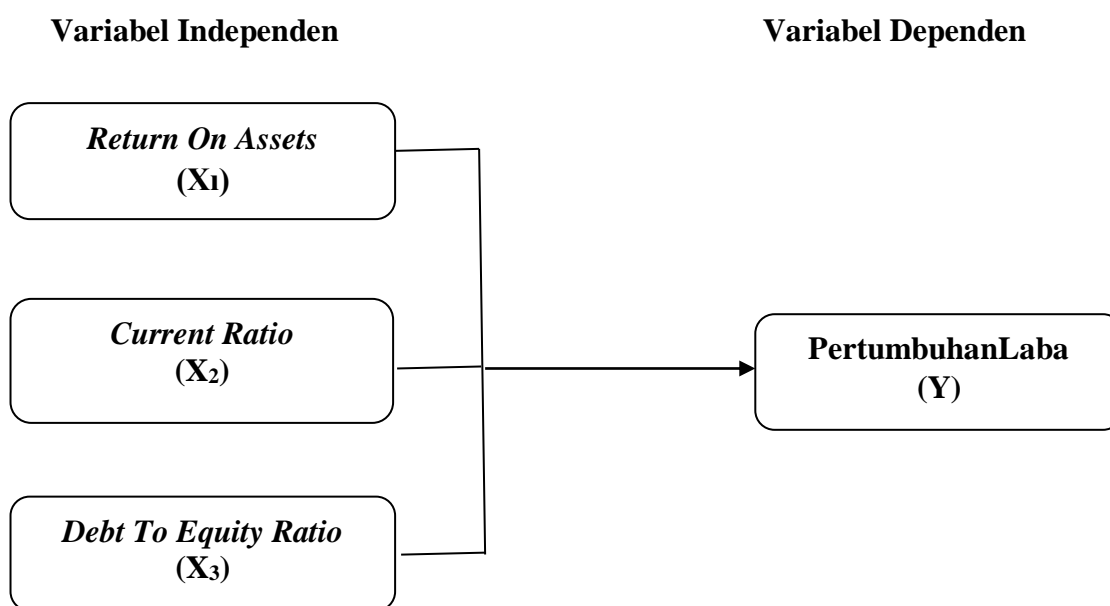 Variabel Independen
Variabel Dependen
Return On Assets
(X1)
Current Ratio
(X2)
PertumbuhanLaba
(Y)
Debt To Equity Ratio
(X3)